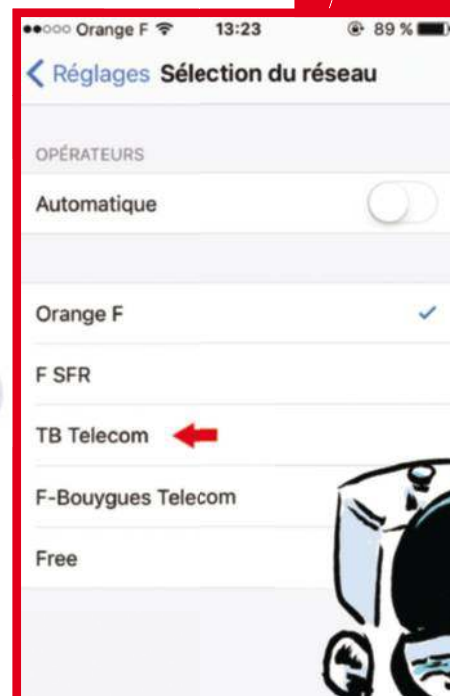 Orange F 13:23 89 %
Réglages Sélection du réseau
OPÉRATEURS
Automatique
Orange F
F SFR
TB Telecom
F-Bouygues Telecom
Free